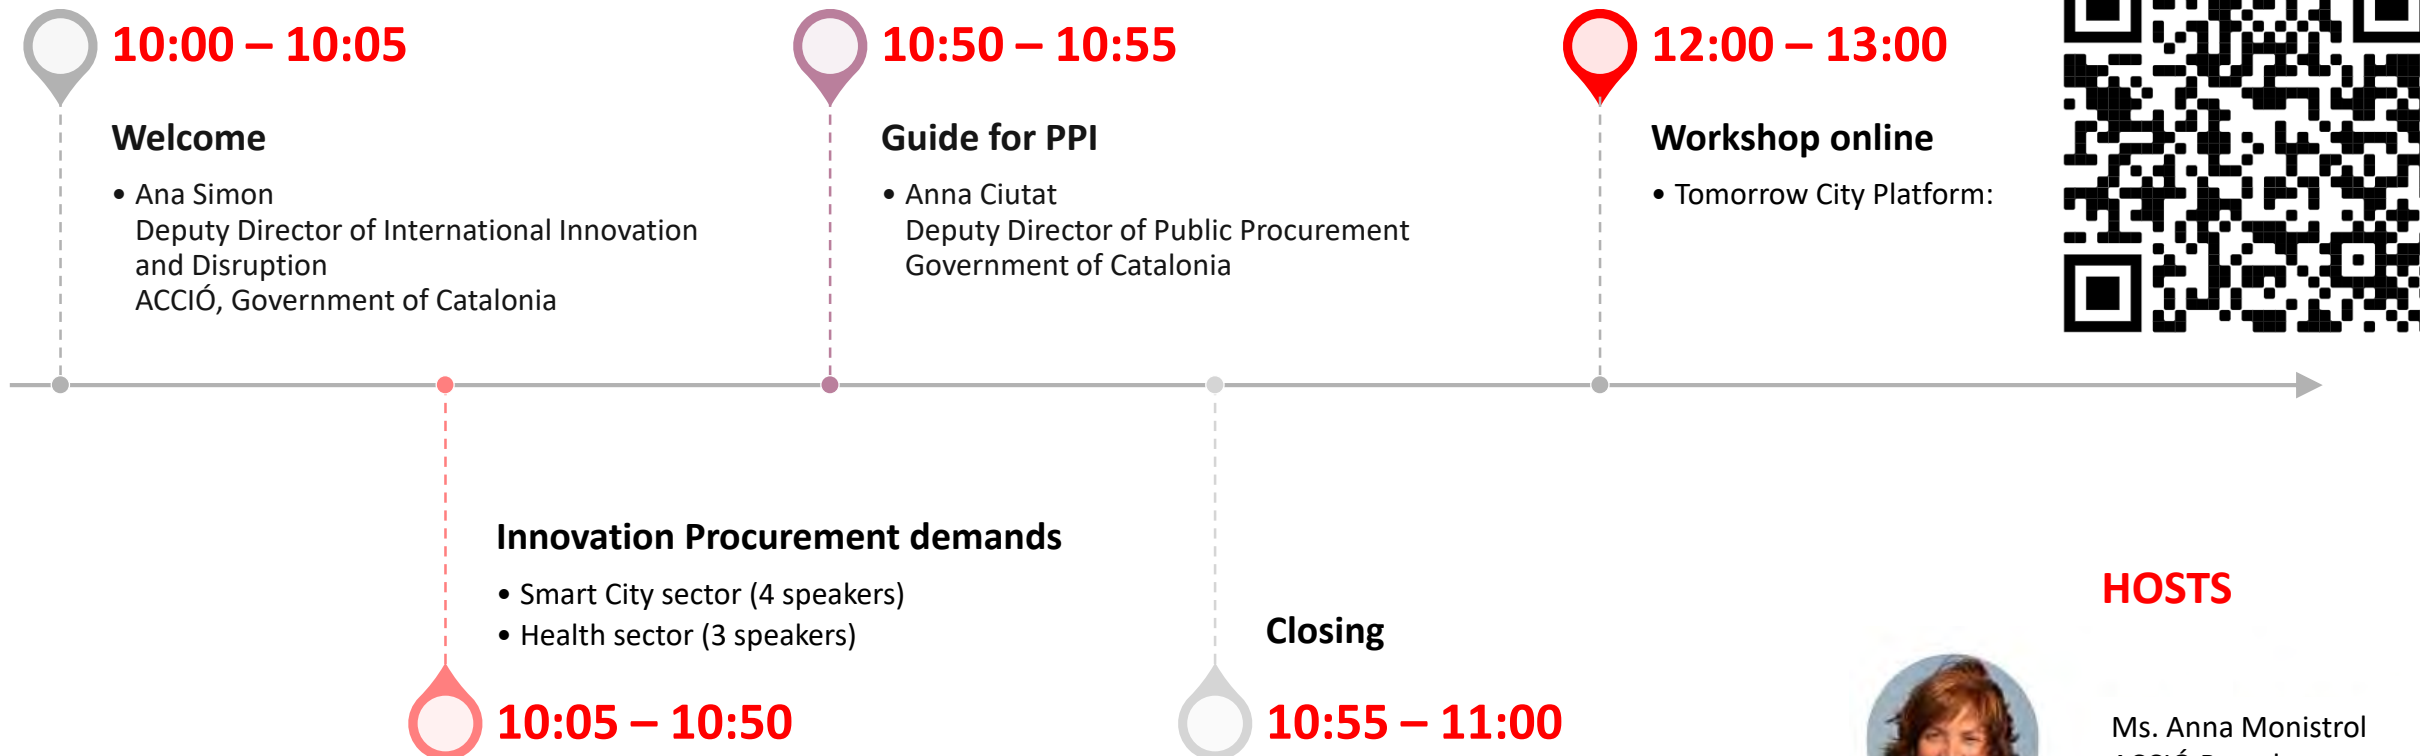 10:00 – 10:05
Welcome
• Ana Simon
Deputy Director of International Innovation
and Disruption
ACCIÓ, Government of Catalonia
10:50 – 10:55
Guide for PPI
• Anna Ciutat
Deputy Director of Public Procurement
Government of Catalonia
12:00 – 13:00
Workshop online
• Tomorrow City Platform:
Innovation Procurement demands
• Smart City sector (4 speakers)
• Health sector (3 speakers)
10:05 – 10:50
Closing
10:55 – 11:00
HOSTS
Ms. Anna Monistrol